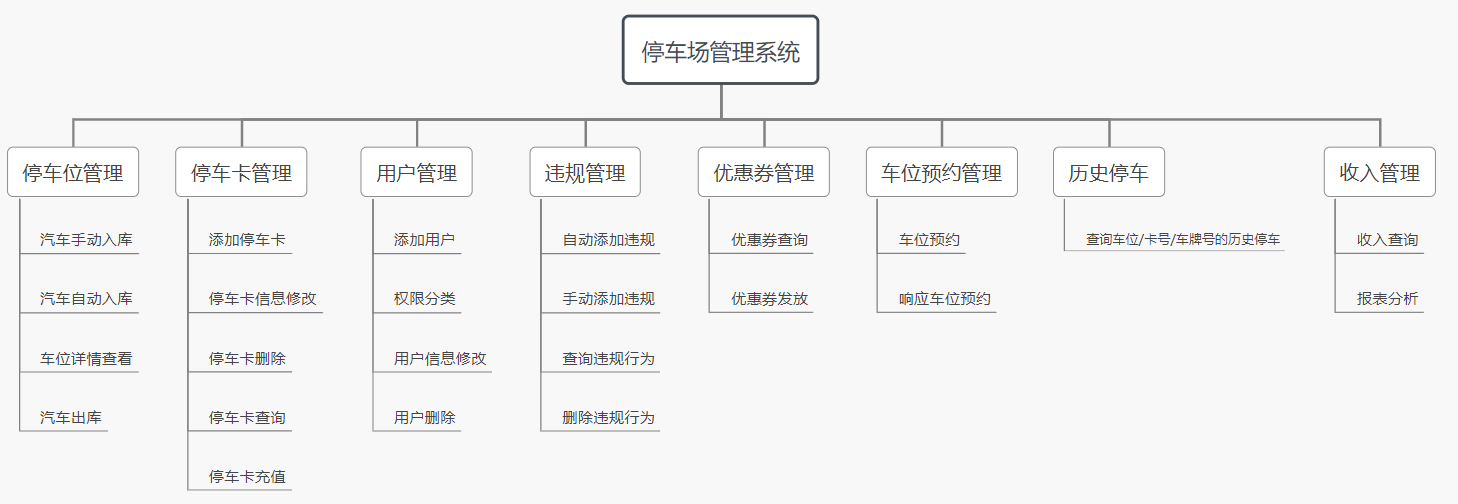 停车场管理系统
停车位管理
汽车手动入库
汽车自动入库
车位详情查看
汽车出库
停车卡管理
添加停车卡
停车卡信息修改
停车卡删除
停车卡查询
停车卡充值
用户管理
添加用户
权限分类
用户信息修改
用户删除
违规管理
自动添加违规
手动添加违规
查询违规行为
删除违规行为
优惠券管理
优惠券查询
优惠券发放
车位预约管理
车位预约
响应车位预约
历史停车
查询车位/卡号/车牌号的历史停车
收入管理
收入查询
报表分析